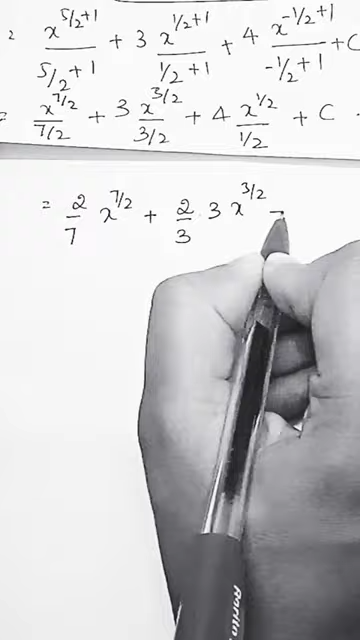 = x^{5/2+1}/(5/2+1) + 3 x^{1/2+1}/(1/2+1) + 4 x^{-1/2+1}/(-1/2+1) + C
= x^{7/2}/(7/2) + 3 x^{3/2}/(3/2) + 4 x^{1/2}/(1/2) + C
= 2/7 x^{7/2} + 2/3 · 3 x^{3/2} -